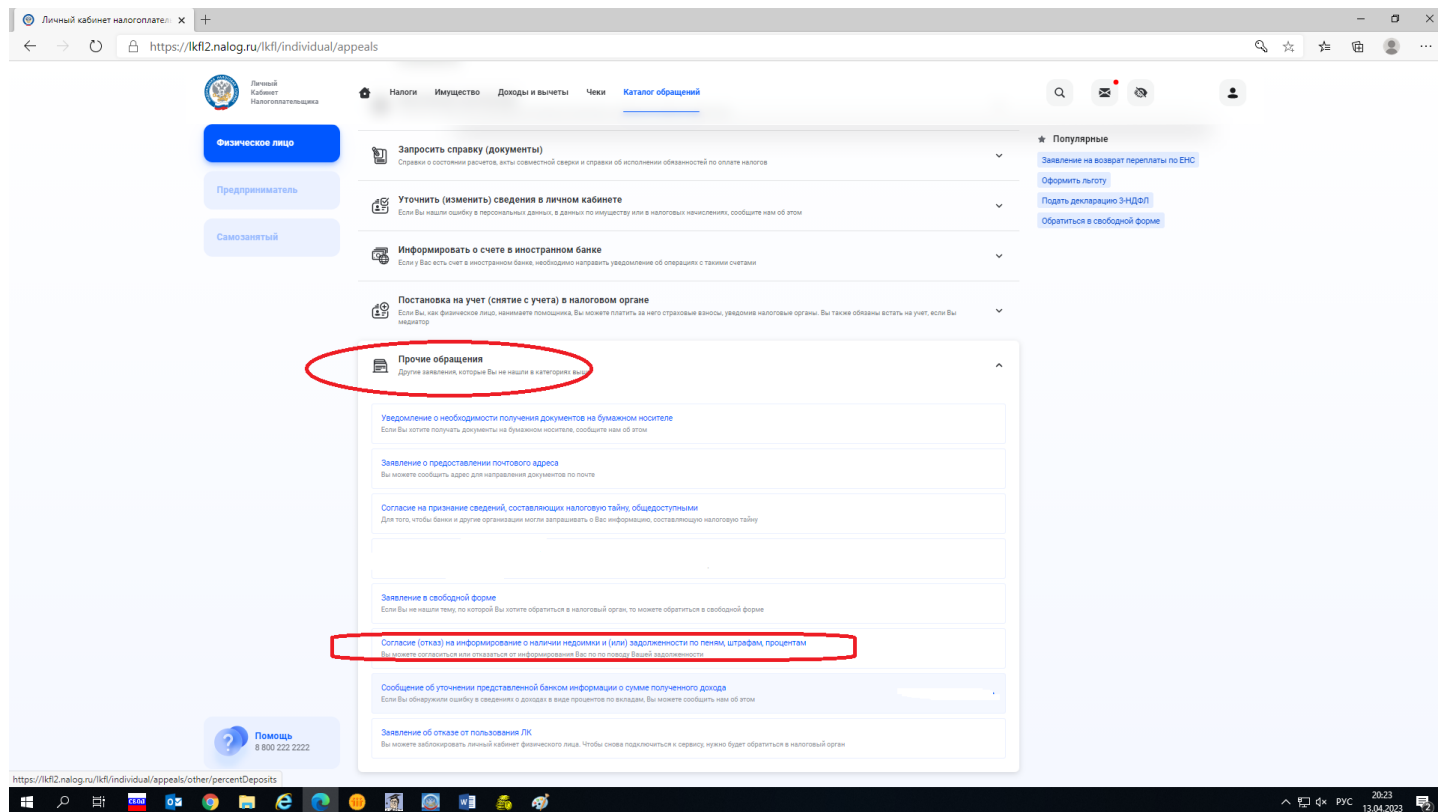 Личный кабинет налогоплател
https://lkfl2.nalog.ru/lkfl/individual/appeals
Личный
Кабинет
Налогоплательщика
Налоги Имущество Доходы и вычеты Чеки Каталог обращений
Физическое лицо
Предприниматель
Самозанятый
Запросить справку (документы)
Справки о состоянии расчетов, акты совместной сверки и справки об исполнении обязанностей по оплате налогов
Уточнить (изменить) сведения в личном кабинете
Если Вы нашли ошибку в персональных данных, в данных по имуществу или в налоговых начислениях, сообщите нам об этом
Информировать о счете в иностранном банке
Если у Вас есть счет в иностранном банке, необходимо направить уведомление об операциях с такими счетами
Постановка на учет (снятие с учета) в налоговом органе
Если Вы, как физическое лицо, нанимаете помощника, Вы можете платить за него страховые взносы, уведомив налоговые органы. Вы также обязаны встать на учет, если Вы
медиатор
Прочие обращения
Другие заявления, которые Вы не нашли в категориях выше
Уведомление о необходимости получения документов на бумажном носителе
Если Вы хотите получать документы на бумажном носителе, сообщите нам об этом
Заявление о предоставлении почтового адреса
Вы можете сообщить адрес для направления документов по почте
Согласие на признание сведений, составляющих налоговую тайну, общедоступными
Для того, чтобы банки и другие организации могли запрашивать о Вас информацию, составляющую налоговую тайну
Заявление в свободной форме
Если Вы не нашли тему, по которой Вы хотите обратиться в налоговый орган, то можете обратиться в свободной форме
Согласие (отказ) на информирование о наличии недоимки и (или) задолженности по пеням, штрафам, процентам
Вы можете согласиться или отказаться от информирования Вас по по поводу Вашей задолженности
Сообщение об уточнении представленной банком информации о сумме полученного дохода
Если Вы обнаружили ошибку в сведениях о доходах в виде процентов по вкладам, Вы можете сообщить нам об этом
Заявление об отказе от пользования ЛК
Вы можете заблокировать личный кабинет физического лица. Чтобы снова подключиться к сервису, нужно будет обратиться в налоговый орган
Популярные
Заявление на возврат переплаты по ЕНС
Оформить льготу
Подать декларацию 3-НДФЛ
Обратиться в свободной форме
Помощь
8 800 222 2222
https://lkfl2.nalog.ru/lkfl/individual/appeals/other/percentDeposits
РУС
20:23
13.04.2023